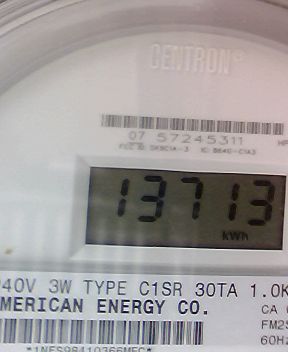 CENTRON®
07 57245311
13713
kWh
40V 3W TYPE C1SR 30TA 1.0K
MERICAN ENERGY CO.
CA
FM2S
60Hz